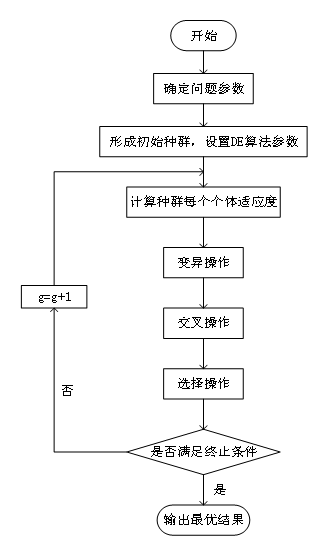 开始
确定问题参数
形成初始种群，设置DE算法参数
计算种群每个个体适应度
变异操作
g=g+1
交叉操作
选择操作
否
是否满足终止条件
是
输出最优结果